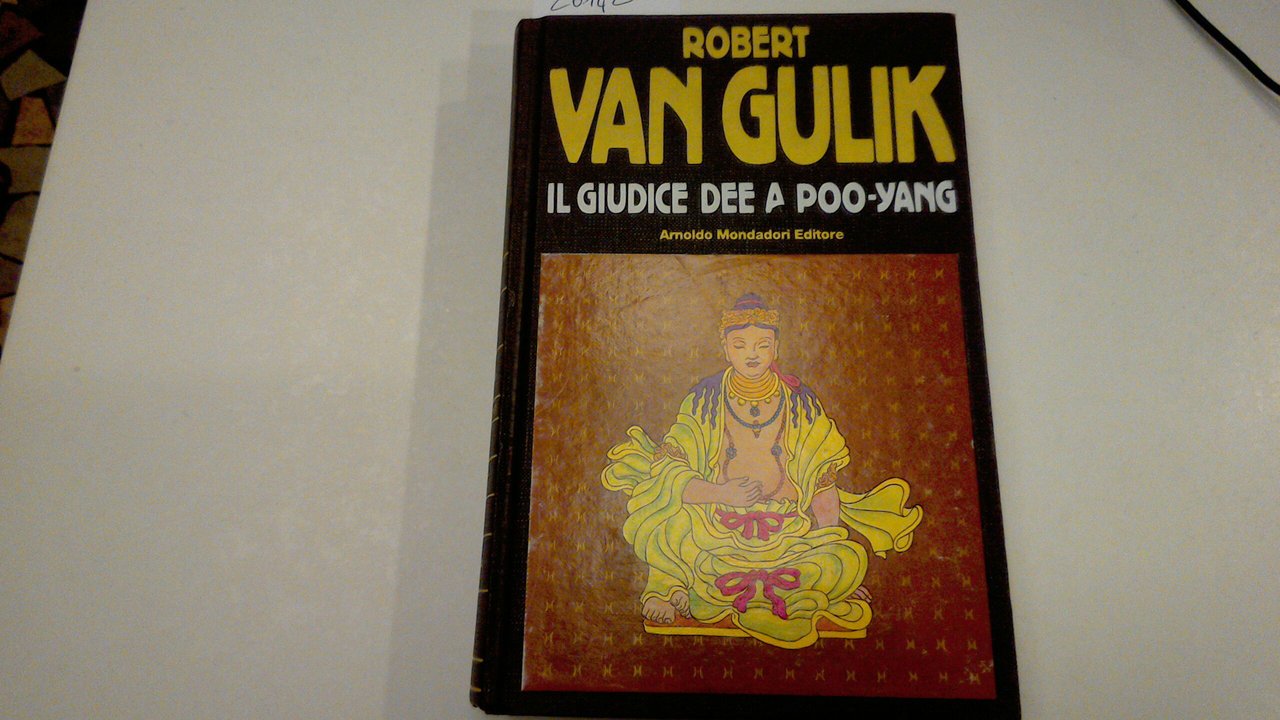 ROBERT
VAN GULIK
IL GIUDICE DEE A POO-YANG
Arnoldo Mondadori Editore